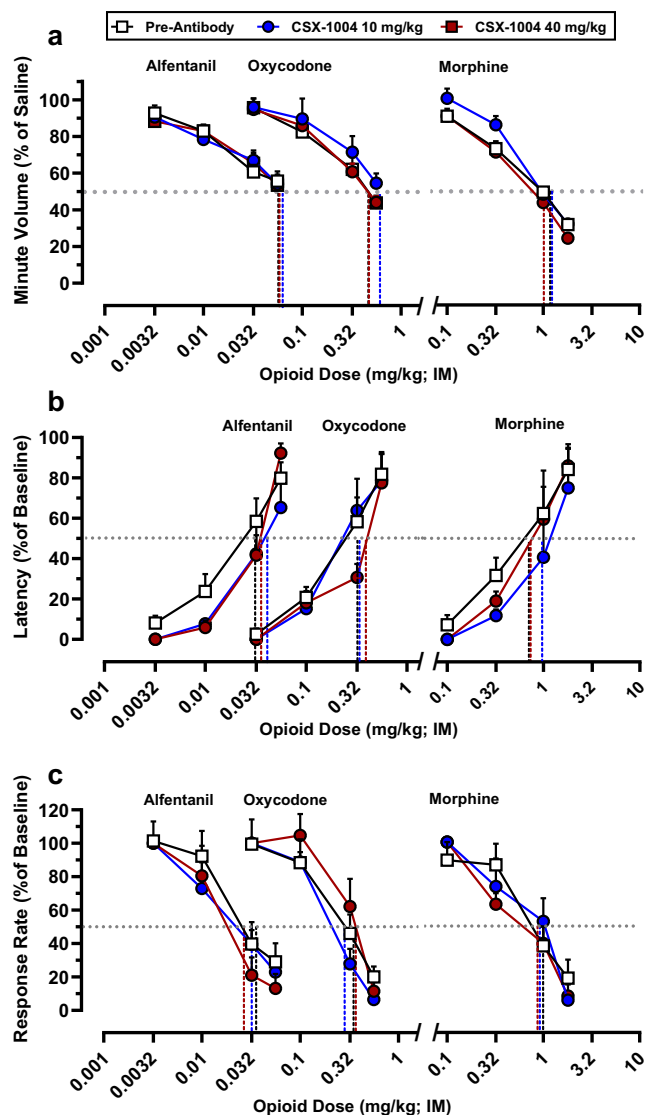 Pre-Antibody CSX-1004 10 mg/kg CSX-1004 40 mg/kg
a
Alfentanil Oxycodone Morphine
Minute Volume (% of Saline)
100
80
60
40
20
0
0.001 0.0032 0.01 0.032 0.1 0.32 1 0.1 0.32 1 3.2 10
Opioid Dose (mg/kg; IM)
b
Alfentanil Oxycodone Morphine
Latency (%of Baseline)
100
80
60
40
20
0
0.001 0.0032 0.01 0.032 0.1 0.32 1 0.1 0.32 1 3.2 10
Opioid Dose (mg/kg; IM)
c
Alfentanil Oxycodone Morphine
Response Rate (%of Baseline)
120
100
80
60
40
20
0
0.001 0.0032 0.01 0.032 0.1 0.32 1 0.1 0.32 1 3.2 10
Opioid Dose (mg/kg; IM)